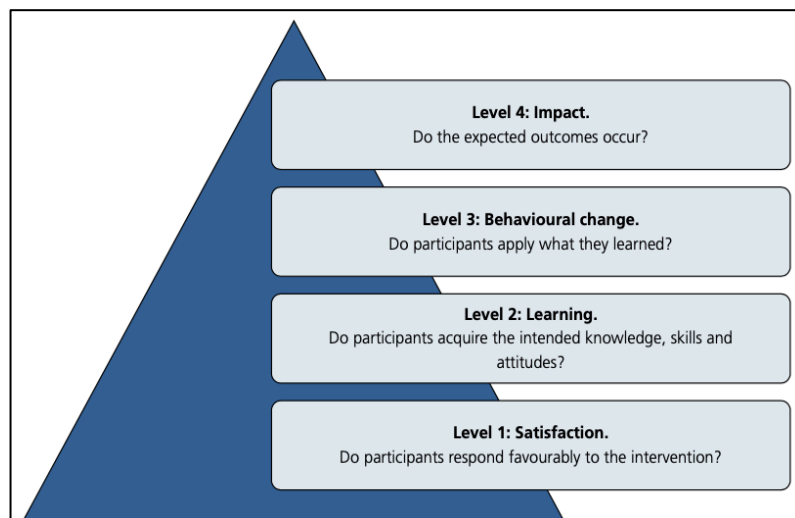 Level 4: Impact.
Do the expected outcomes occur?
Level 3: Behavioural change.
Do participants apply what they learned?
Level 2: Learning.
Do participants acquire the intended knowledge, skills and
attitudes?
Level 1: Satisfaction.
Do participants respond favourably to the intervention?